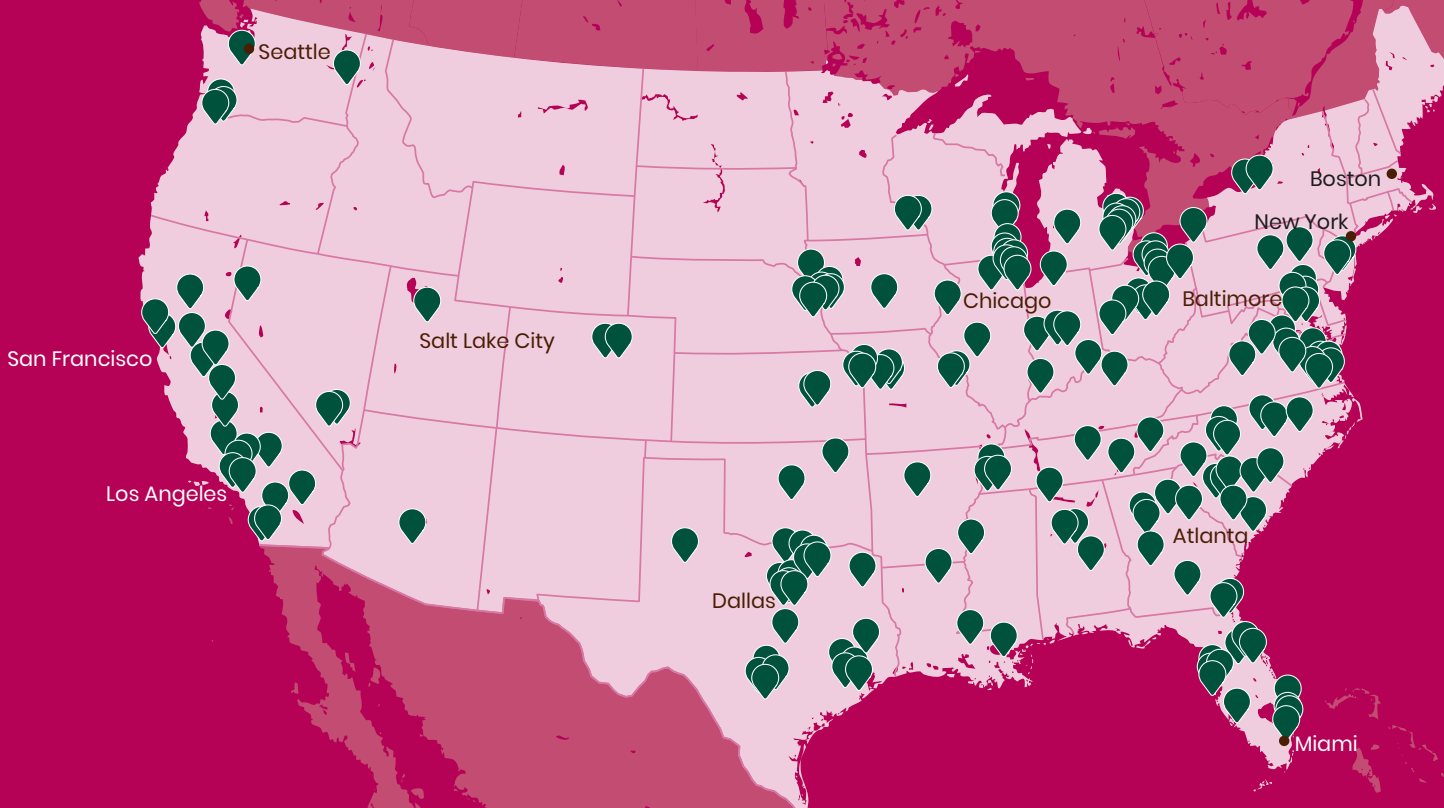 Seattle
Boston
New York
Chicago
Baltimore
Salt Lake City
San Francisco
Los Angeles
Atlanta
Dallas
Miami